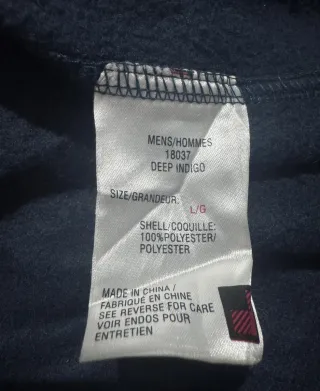 MENS/HOMMES
18037
DEEP INDIGO
SIZE/GRANDEUR:
L/G
SHELL/COQUILLE:
100%POLYESTER/
POLYESTER
MADE IN CHINA/
FABRIQUÉ EN CHINE
SEE REVERSE FOR CARE
VOIR ENDOS POUR
ENTRETIEN